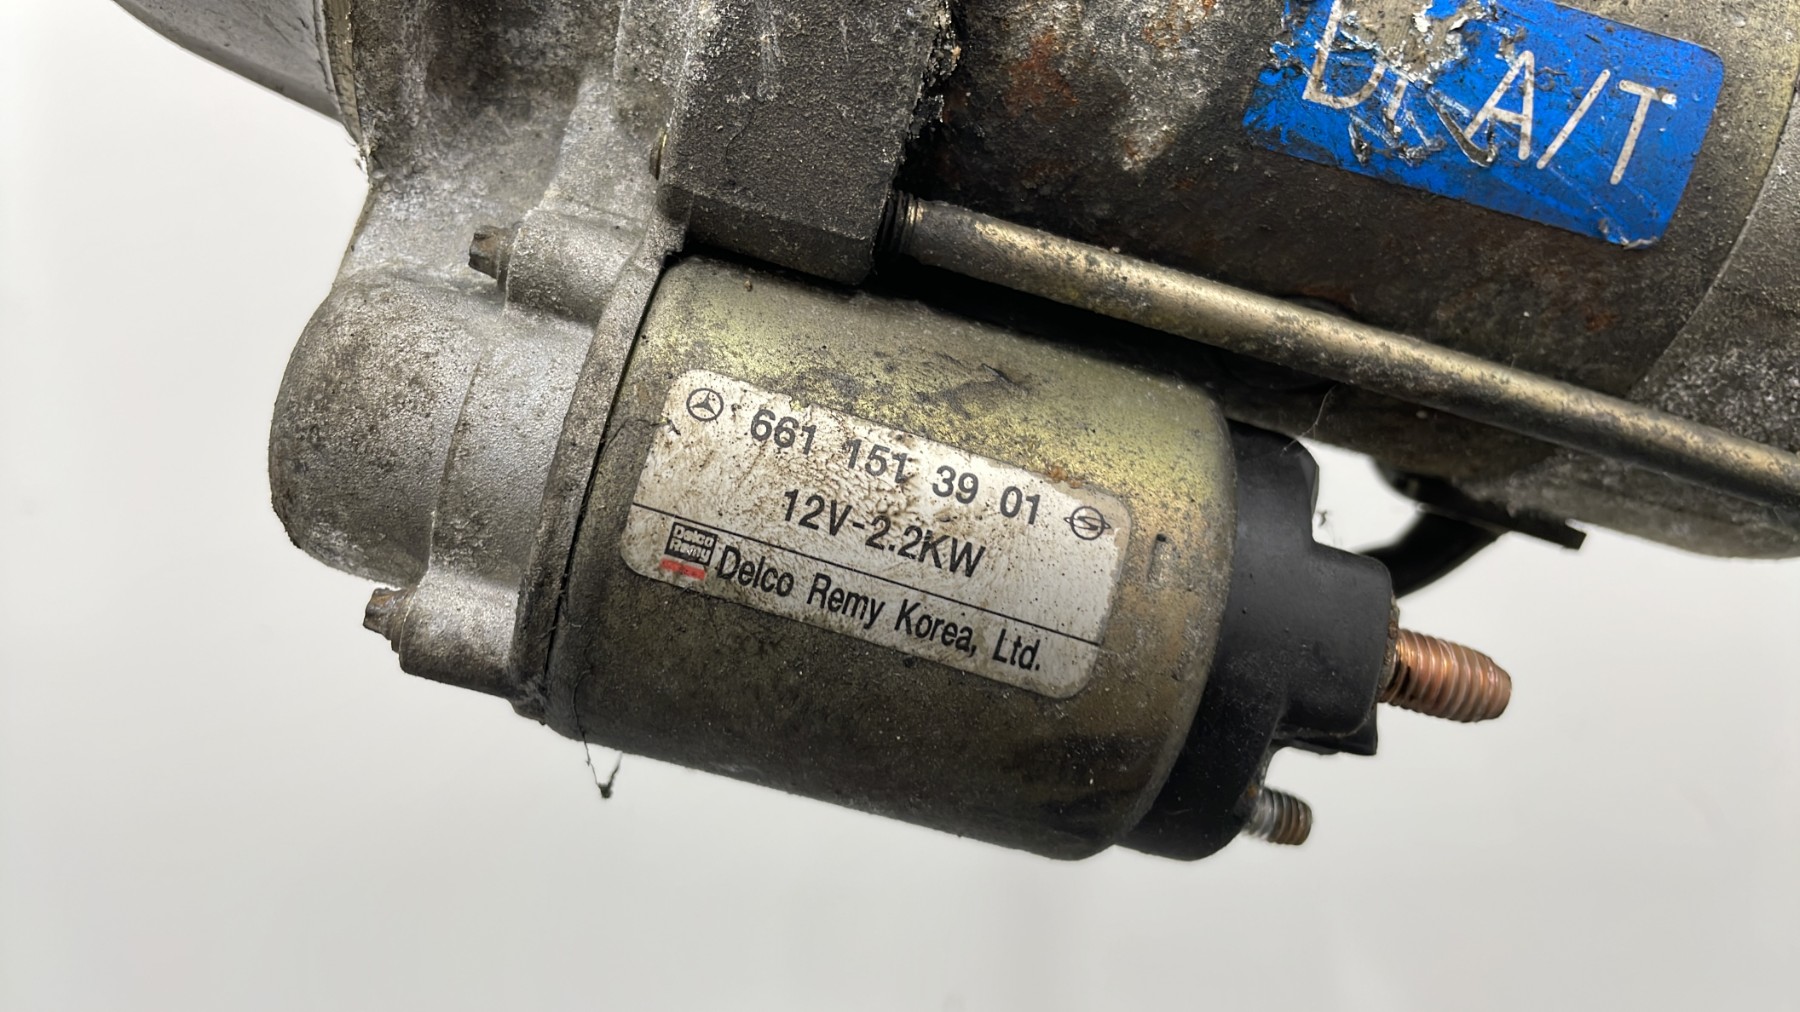 A/T
661 151 39 01
12V-2.2KW
Delco Remy
Delco Remy Korea, Ltd.